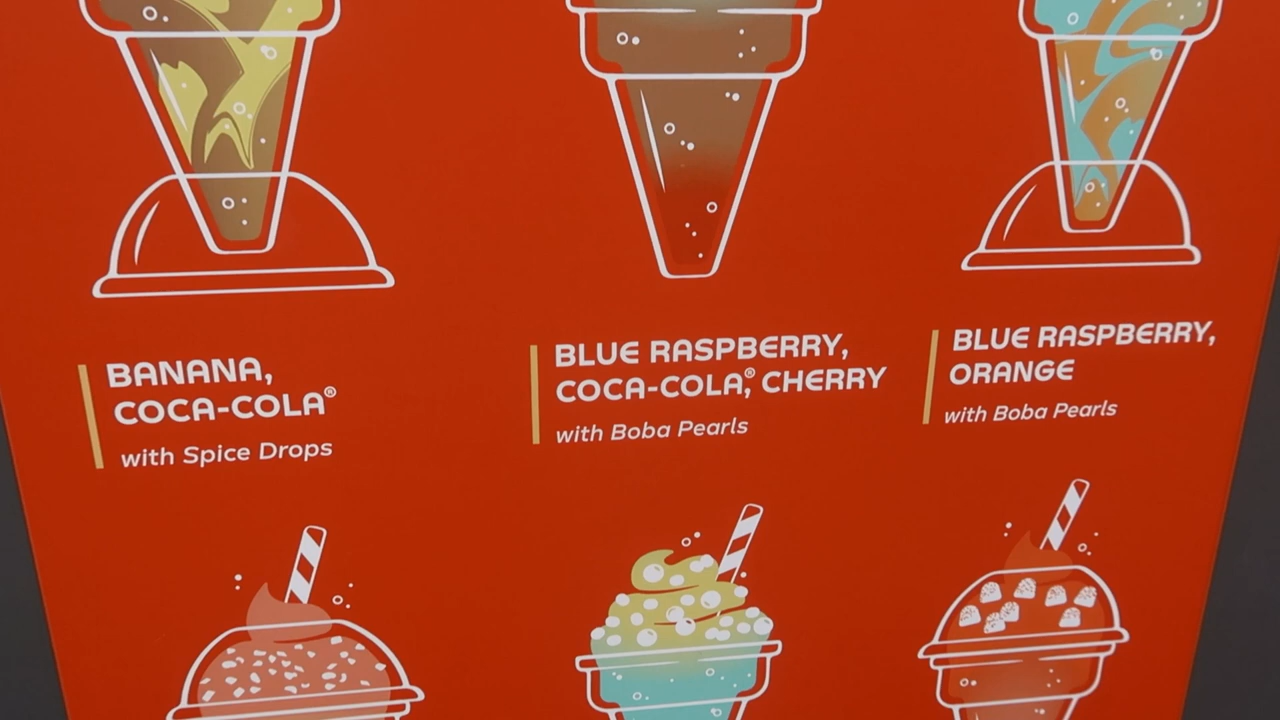 BANANA,
COCA-COLA®
with Spice Drops
BLUE RASPBERRY,
COCA-COLA,® CHERRY
with Boba Pearls
BLUE RASPBERRY,
ORANGE
with Boba Pearls